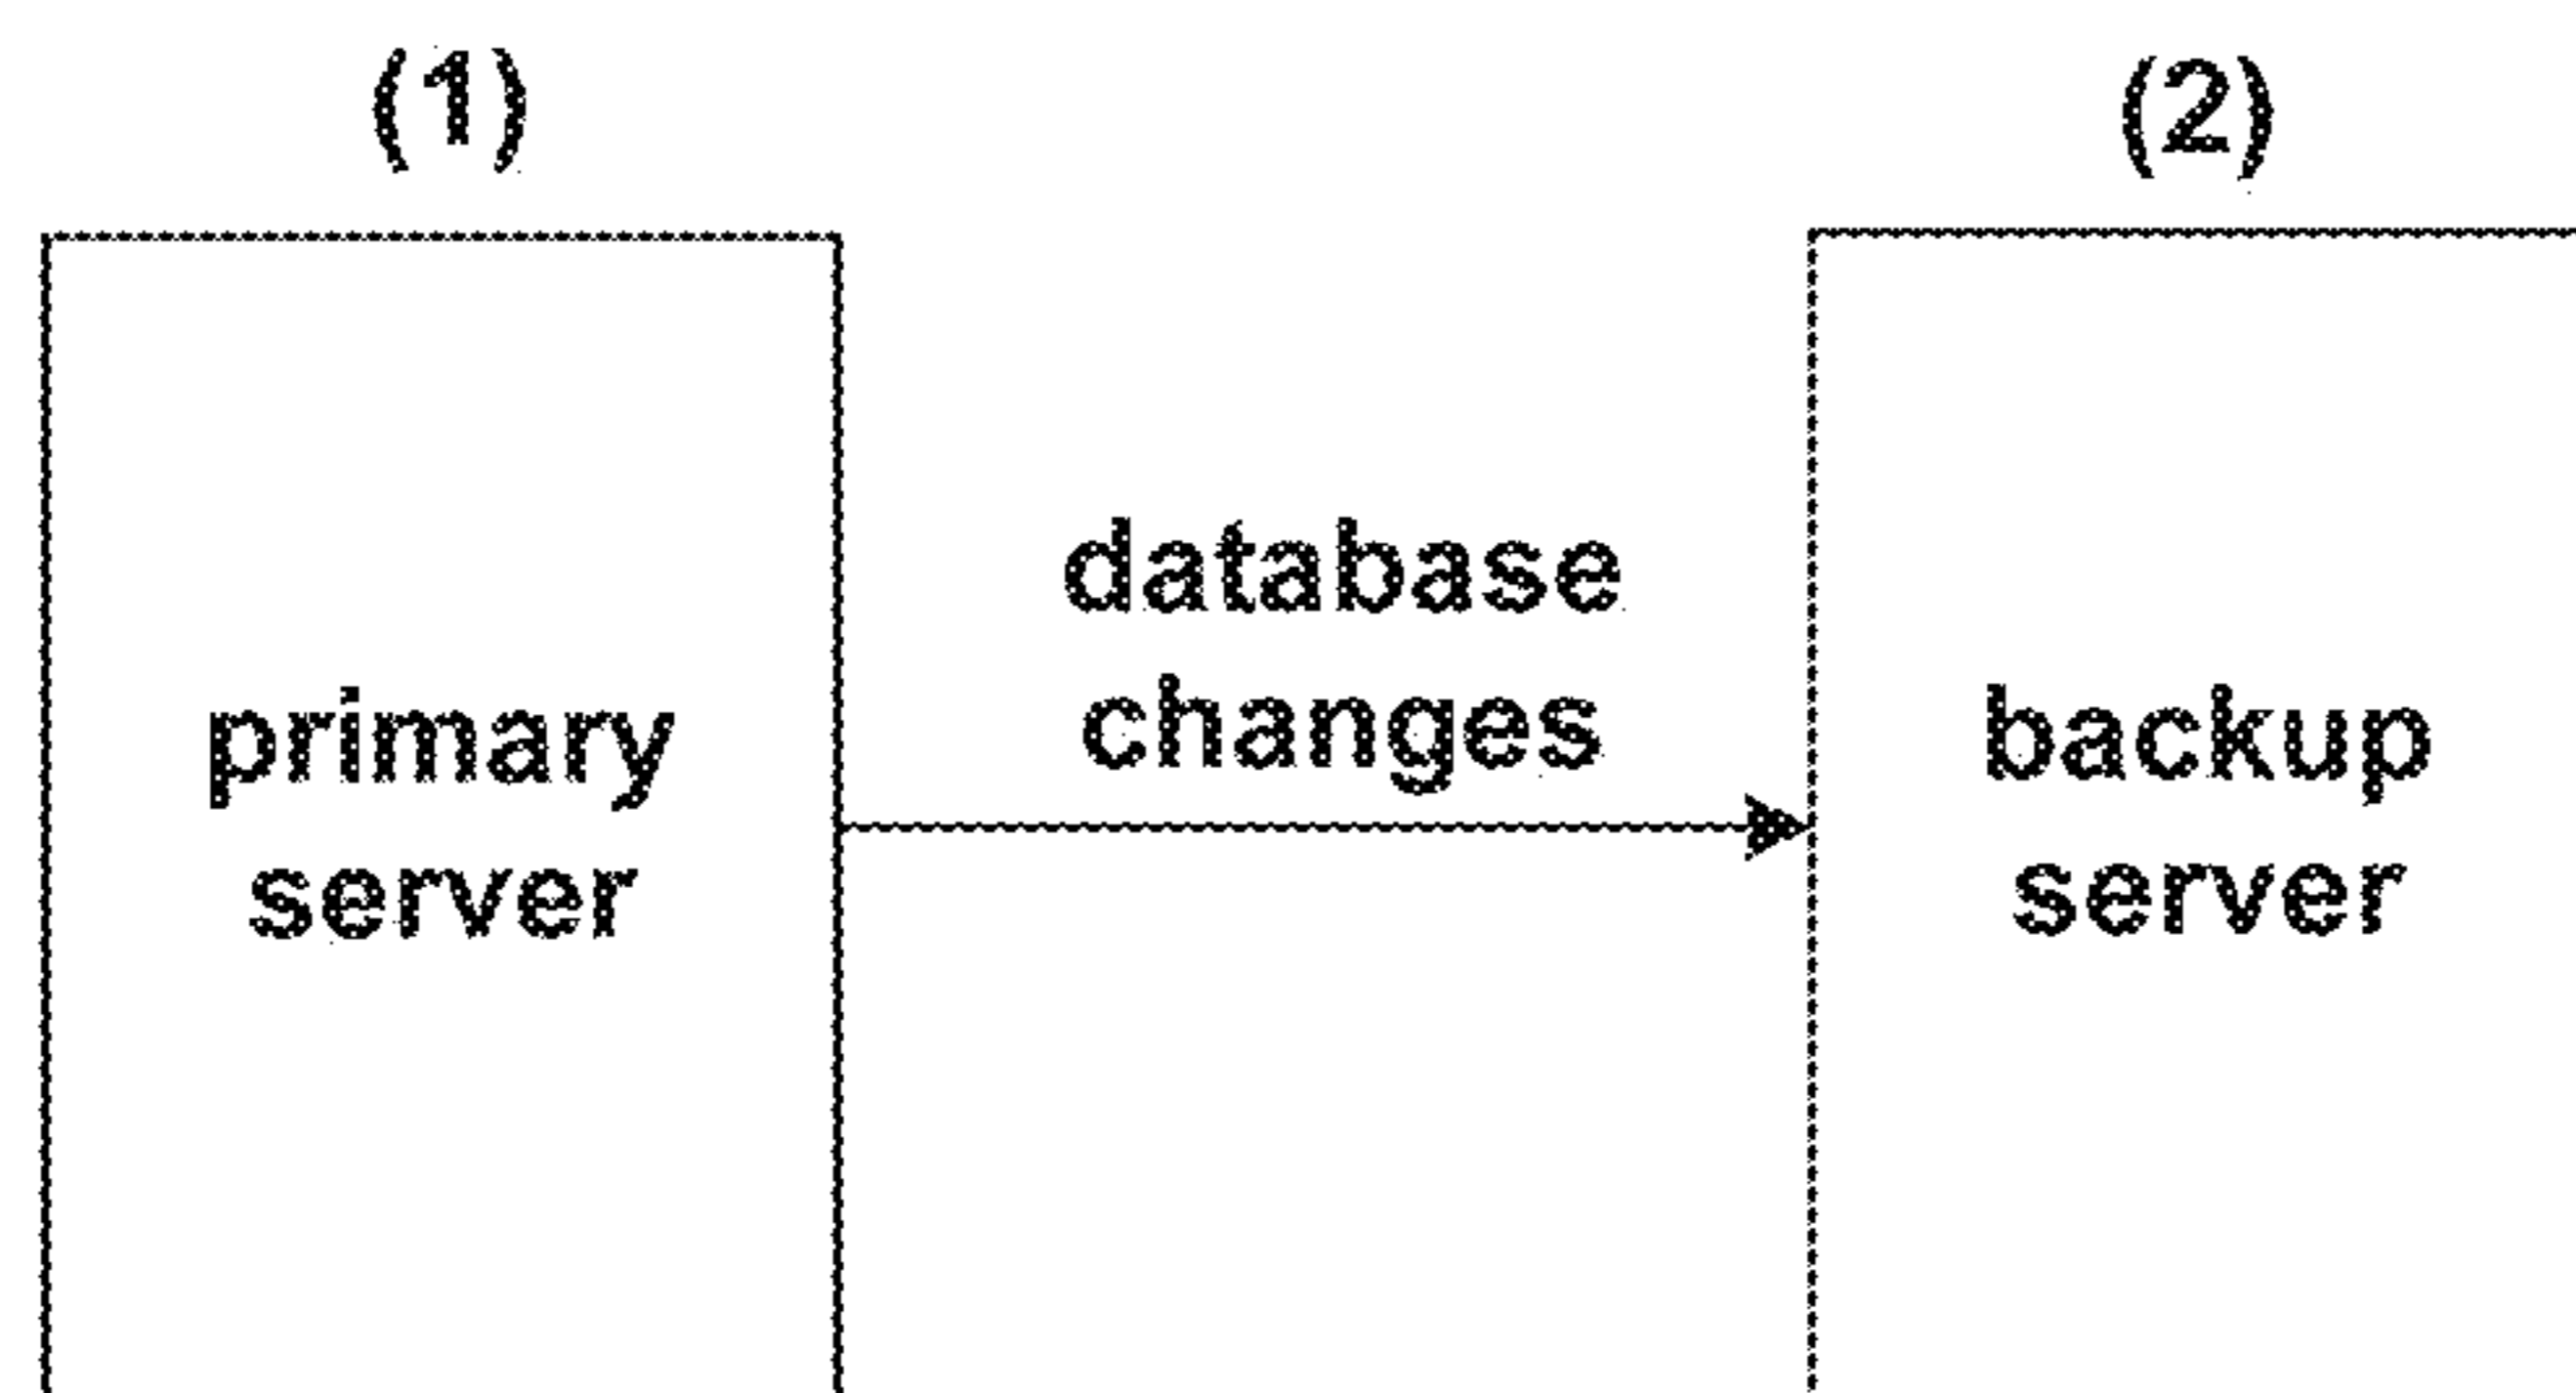 (1)
(2)
database
changes
primary
server
backup
server